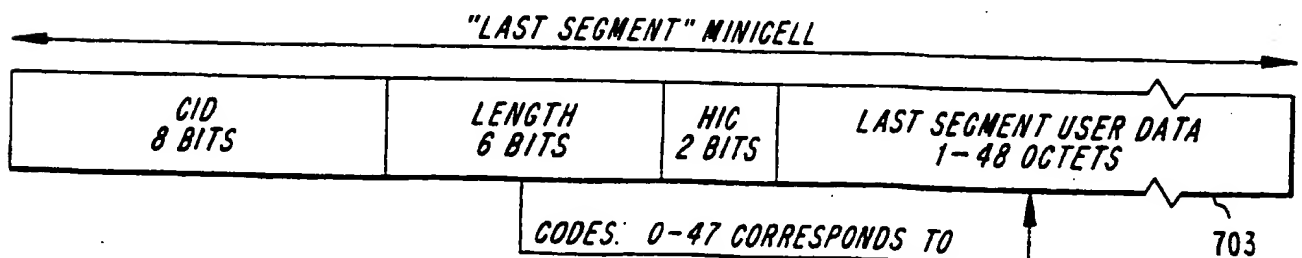 "LAST SEGMENT" MINICELL
CID
8 BITS
LENGTH
6 BITS
HIC
2 BITS
LAST SEGMENT USER DATA
1-48 OCTETS
CODES: 0-47 CORRESPONDS TO
703